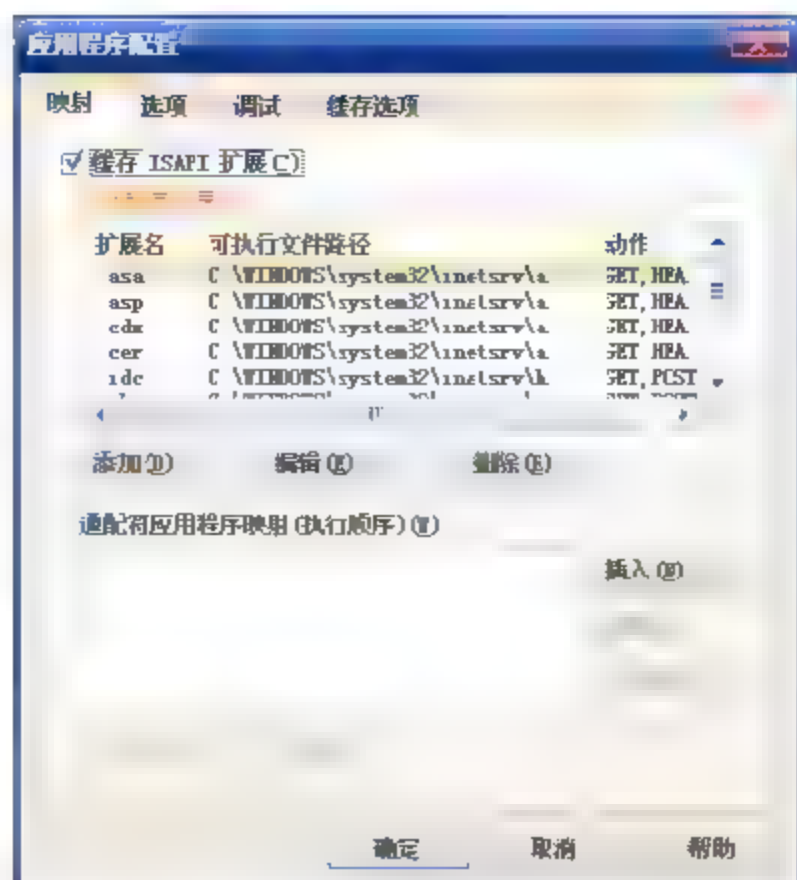 应用程序配置
映射 选项 调试 缓存选项
缓存 ISAPI 扩展(C)
扩展名 可执行文件路径 动作
asa C \WINDOWS\system32\inetsrv\a GET,HEA
asp C \WINDOWS\system32\inetsrv\a GET,HEA
cdx C \WINDOWS\system32\inetsrv\a GET,HEA
cer C \WINDOWS\system32\inetsrv\a GET HEA
idc C \WINDOWS\system32\inetsrv\h GET,POST
添加(D) 编辑(E) 删除(R)
通配符应用程序映射(执行顺序)(W)
插入(N)
确定 取消 帮助